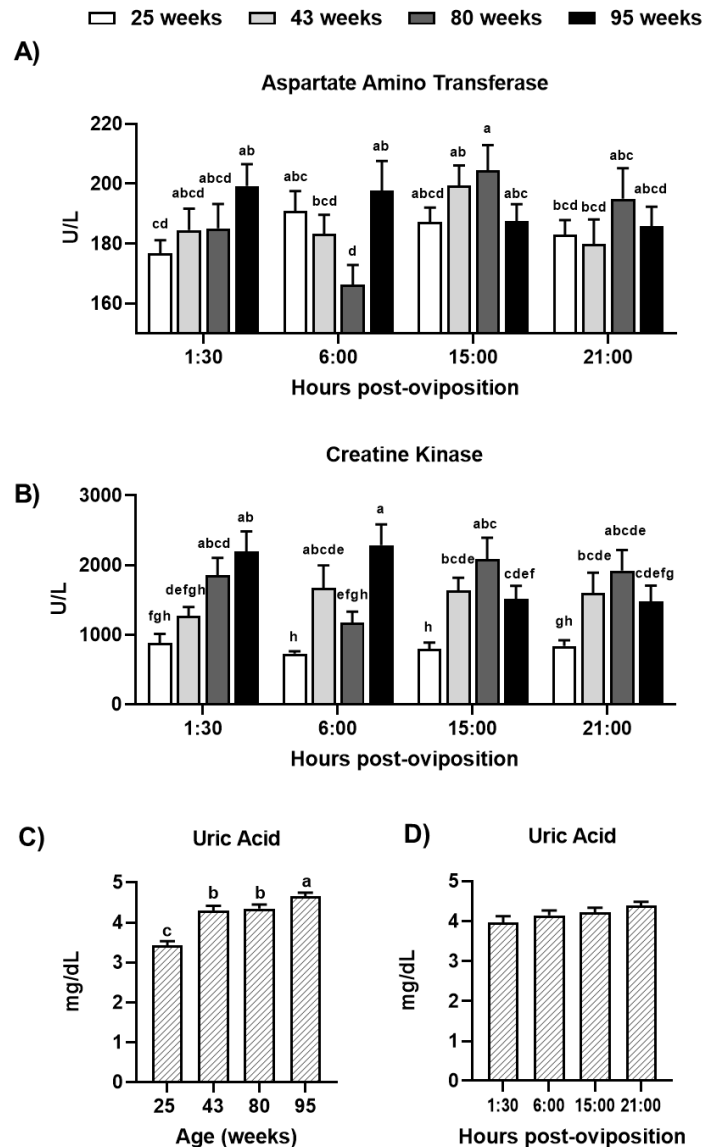 25 weeks 43 weeks 80 weeks 95 weeks
A)
Aspartate Amino Transferase
220
200
180
160
U/L
cd abcd abcd ab
abc bcd d ab
abcd ab a abc
bcd bcd abc abcd
1:30 6:00 15:00 21:00
Hours post-oviposition
B)
Creatine Kinase
3000
2000
1000
0
U/L
fgh defgh abcd ab
h abcde efgh a
h bcde abc cdef
gh bcde abcde cdefg
1:30 6:00 15:00 21:00
Hours post-oviposition
C)
Uric Acid
5
4
3
2
1
0
mg/dL
c b b a
25 43 80 95
Age (weeks)
D)
Uric Acid
5
4
3
2
1
0
mg/dL
1:30 6:00 15:00 21:00
Hours post-oviposition